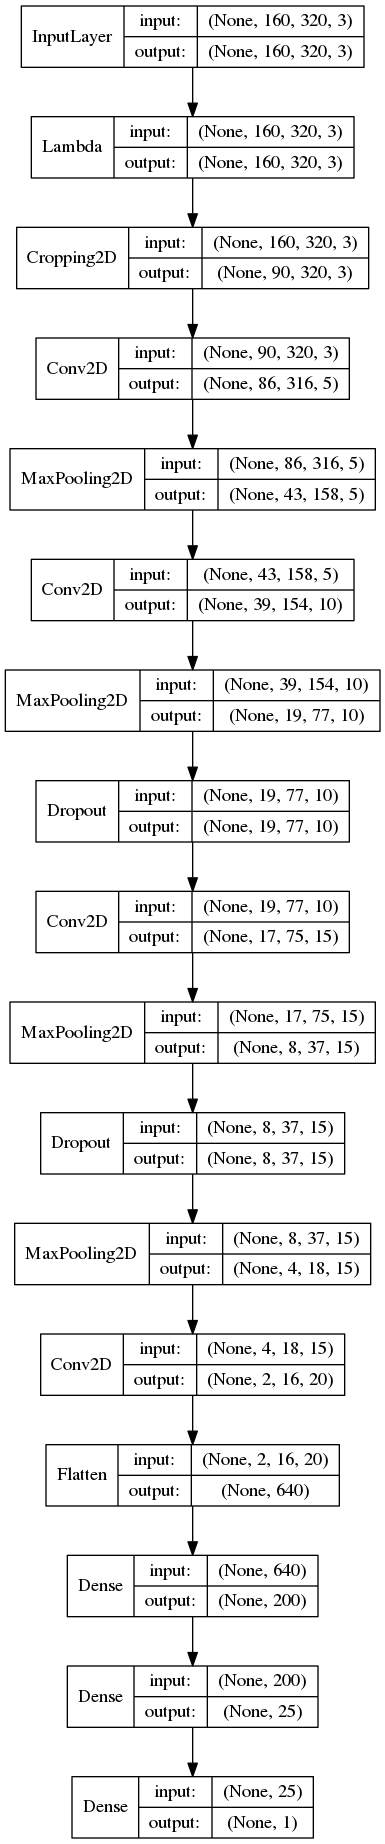 InputLayer
input: (None, 160, 320, 3)
output: (None, 160, 320, 3)
Lambda
input: (None, 160, 320, 3)
output: (None, 160, 320, 3)
Cropping2D
input: (None, 160, 320, 3)
output: (None, 90, 320, 3)
Conv2D
input: (None, 90, 320, 3)
output: (None, 86, 316, 5)
MaxPooling2D
input: (None, 86, 316, 5)
output: (None, 43, 158, 5)
Conv2D
input: (None, 43, 158, 5)
output: (None, 39, 154, 10)
MaxPooling2D
input: (None, 39, 154, 10)
output: (None, 19, 77, 10)
Dropout
input: (None, 19, 77, 10)
output: (None, 19, 77, 10)
Conv2D
input: (None, 19, 77, 10)
output: (None, 17, 75, 15)
MaxPooling2D
input: (None, 17, 75, 15)
output: (None, 8, 37, 15)
Dropout
input: (None, 8, 37, 15)
output: (None, 8, 37, 15)
MaxPooling2D
input: (None, 8, 37, 15)
output: (None, 4, 18, 15)
Conv2D
input: (None, 4, 18, 15)
output: (None, 2, 16, 20)
Flatten
input: (None, 2, 16, 20)
output: (None, 640)
Dense
input: (None, 640)
output: (None, 200)
Dense
input: (None, 200)
output: (None, 25)
Dense
input: (None, 25)
output: (None, 1)